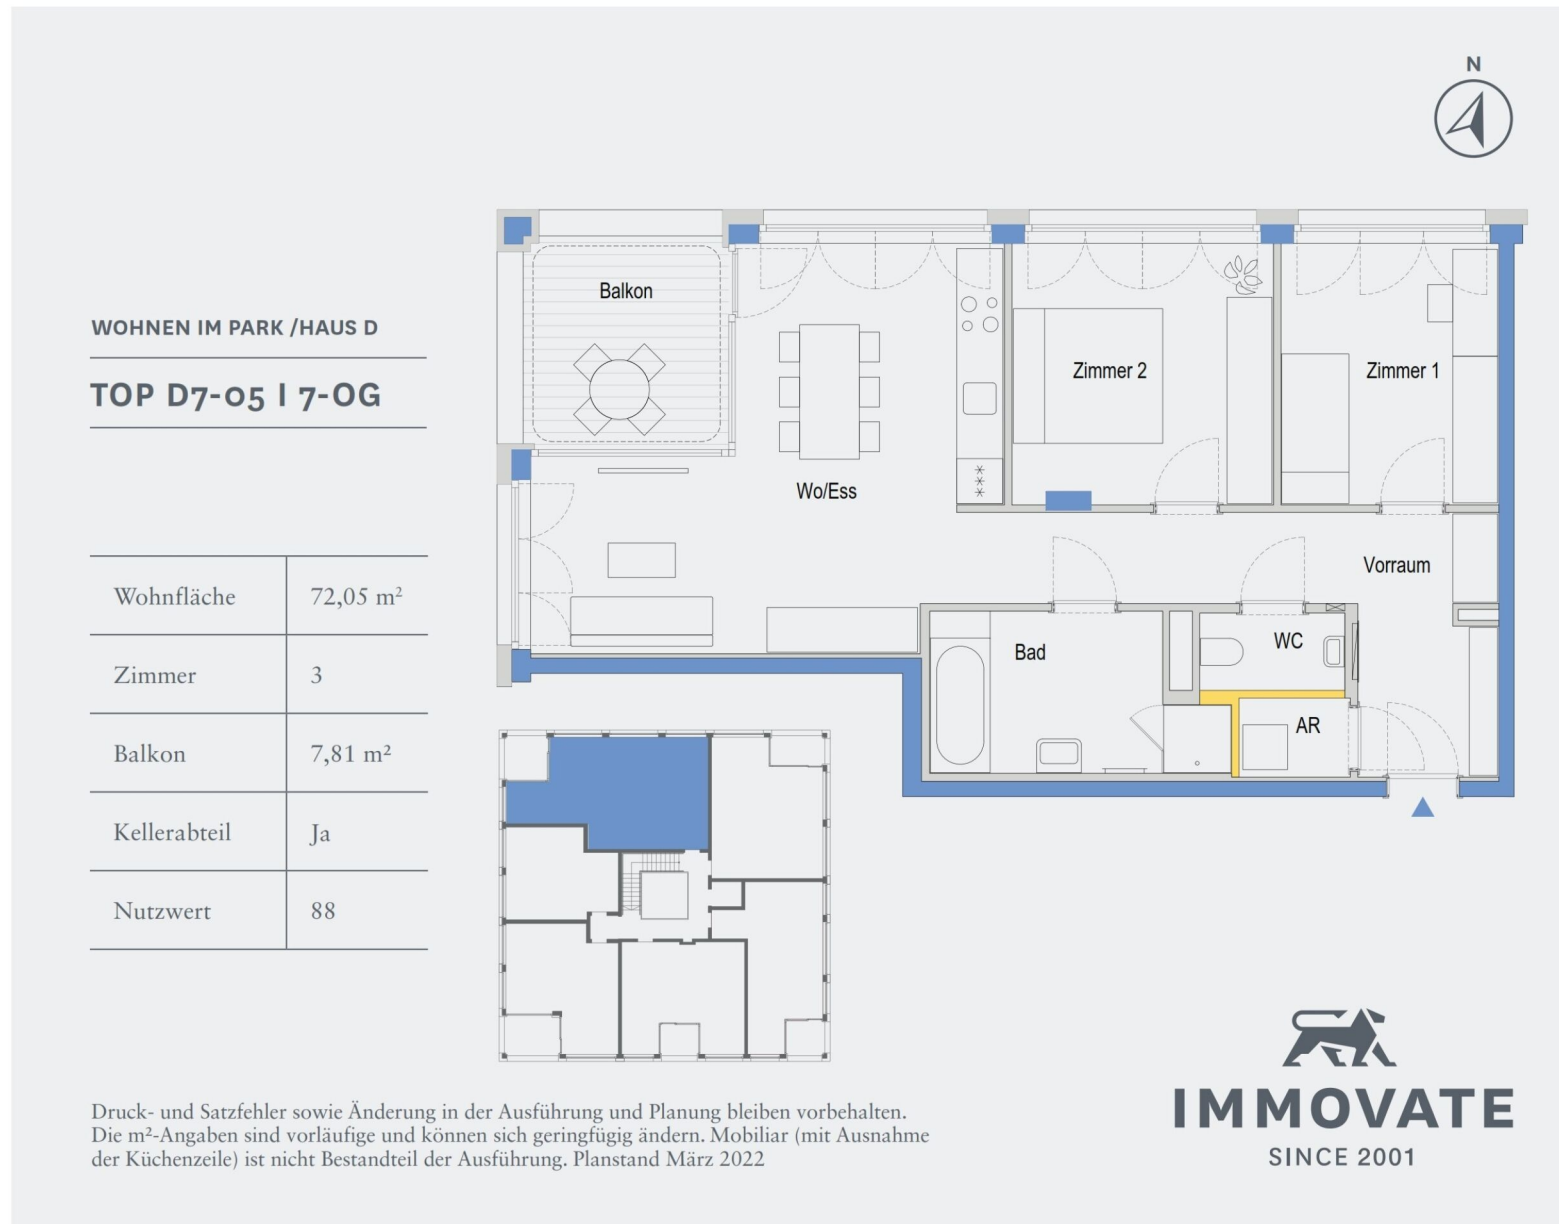 N
WOHNEN IM PARK /HAUS D
TOP D7-05 I 7-OG
Wohnfläche 72,05 m²
Zimmer 3
Balkon 7,81 m²
Kellerabteil Ja
Nutzwert 88
Balkon
Zimmer 2
Zimmer 1
Wo/Ess
Vorraum
Bad
WC
AR
Druck- und Satzfehler sowie Änderung in der Ausführung und Planung bleiben vorbehalten.
Die m²-Angaben sind vorläufige und können sich geringfügig ändern. Mobiliar (mit Ausnahme
der Küchenzeile) ist nicht Bestandteil der Ausführung. Planstand März 2022
IMMOVATE
SINCE 2001